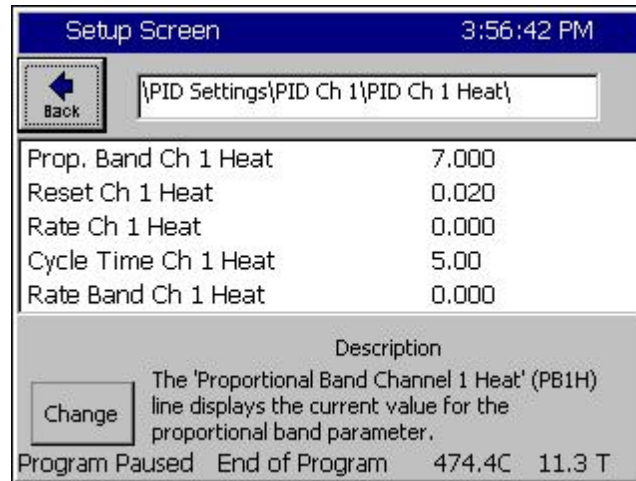 Setup Screen 3:56:42 PM
Back
\PID Settings\PID Ch 1\PID Ch 1 Heat\
Prop. Band Ch 1 Heat 7.000
Reset Ch 1 Heat 0.020
Rate Ch 1 Heat 0.000
Cycle Time Ch 1 Heat 5.00
Rate Band Ch 1 Heat 0.000
Description
The 'Proportional Band Channel 1 Heat' (PB1H)
line displays the current value for the
proportional band parameter.
Change
Program Paused End of Program 474.4C 11.3 T